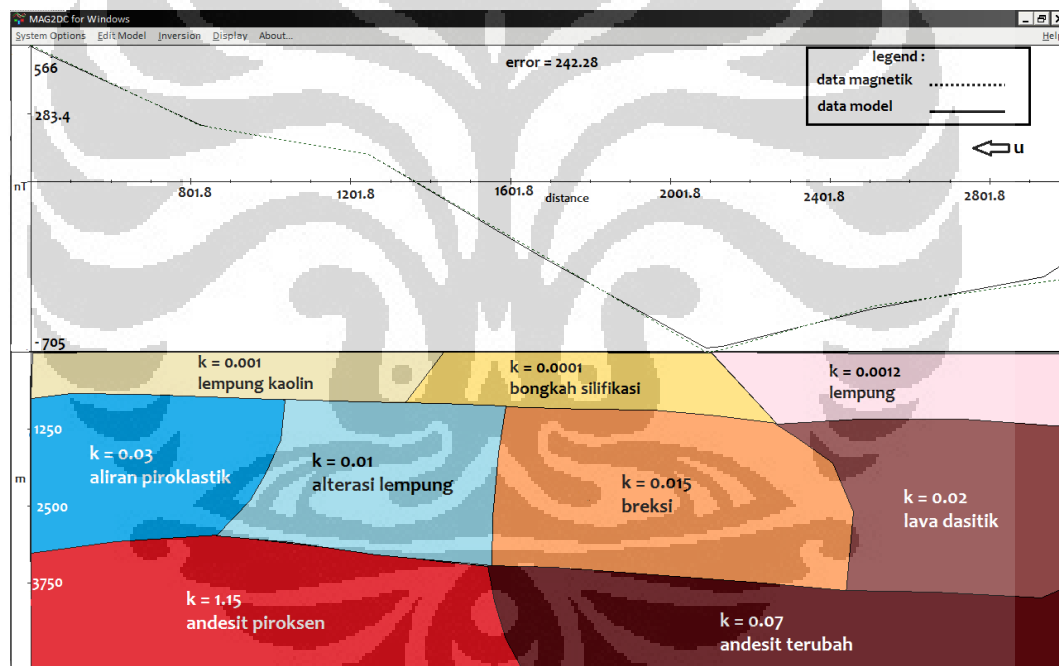 MAG2DC for Windows
System Options Edit Model Inversion Display About... Help
566
error = 242.28
legend :
data magnetik
data model
283.4
u
nT
801.8 1201.8 1601.8 2001.8 2401.8 2801.8
distance
- 705
k = 0.001
lempung kaolin
k = 0.0001
bongkah silifikasi
k = 0.0012
lempung
1250
k = 0.03
aliran piroklastik
k = 0.01
alterasi lempung
k = 0.015
breksi
k = 0.02
lava dasitik
m
2500
3750
k = 1.15
andesit piroksen
k = 0.07
andesit terubah